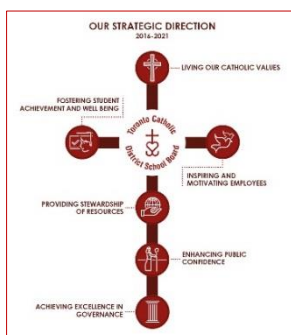 OUR STRATEGIC DIRECTION
2016-2021
LIVING OUR CATHOLIC VALUES
FOSTERING STUDENT
ACHIEVEMENT AND WELL BEING
Toronto Catholic
District School Board
INSPIRING AND
MOTIVATING EMPLOYEES
PROVIDING STEWARDSHIP
OF RESOURCES
ENHANCING PUBLIC
CONFIDENCE
ACHIEVING EXCELLENCE IN
GOVERNANCE